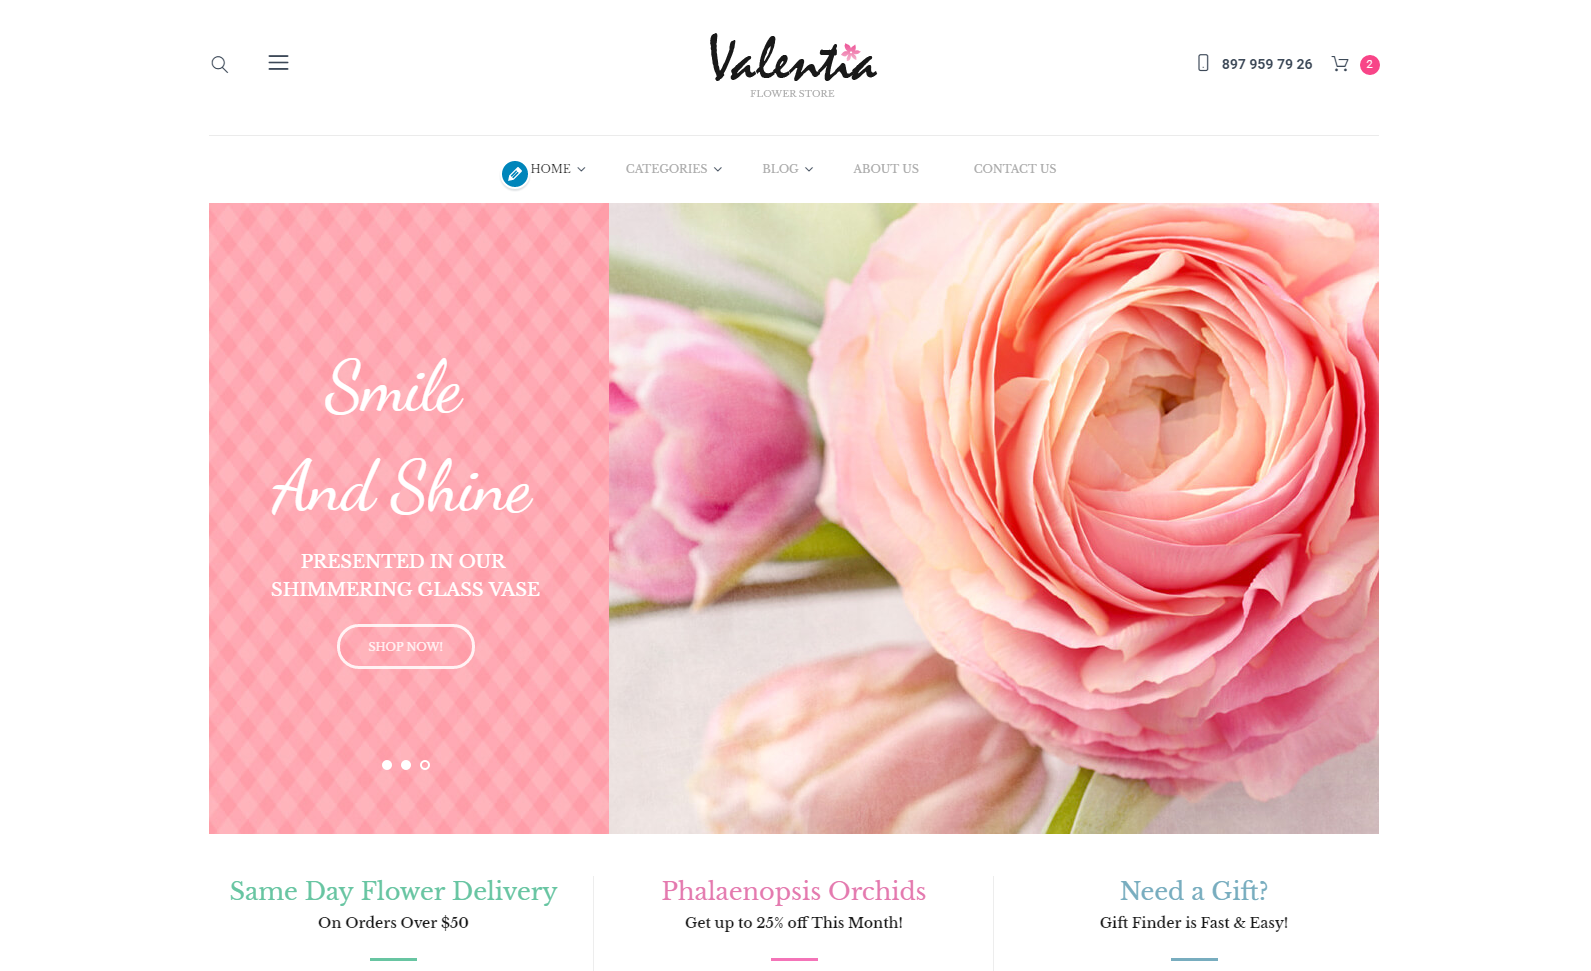 Valentia
FLOWER STORE
897 959 79 26
2
HOME
CATEGORIES
BLOG
ABOUT US
CONTACT US
Smile
And Shine
PRESENTED IN OUR
SHIMMERING GLASS VASE
SHOP NOW!
Same Day Flower Delivery
On Orders Over $50
Phalaenopsis Orchids
Get up to 25% off This Month!
Need a Gift?
Gift Finder is Fast & Easy!